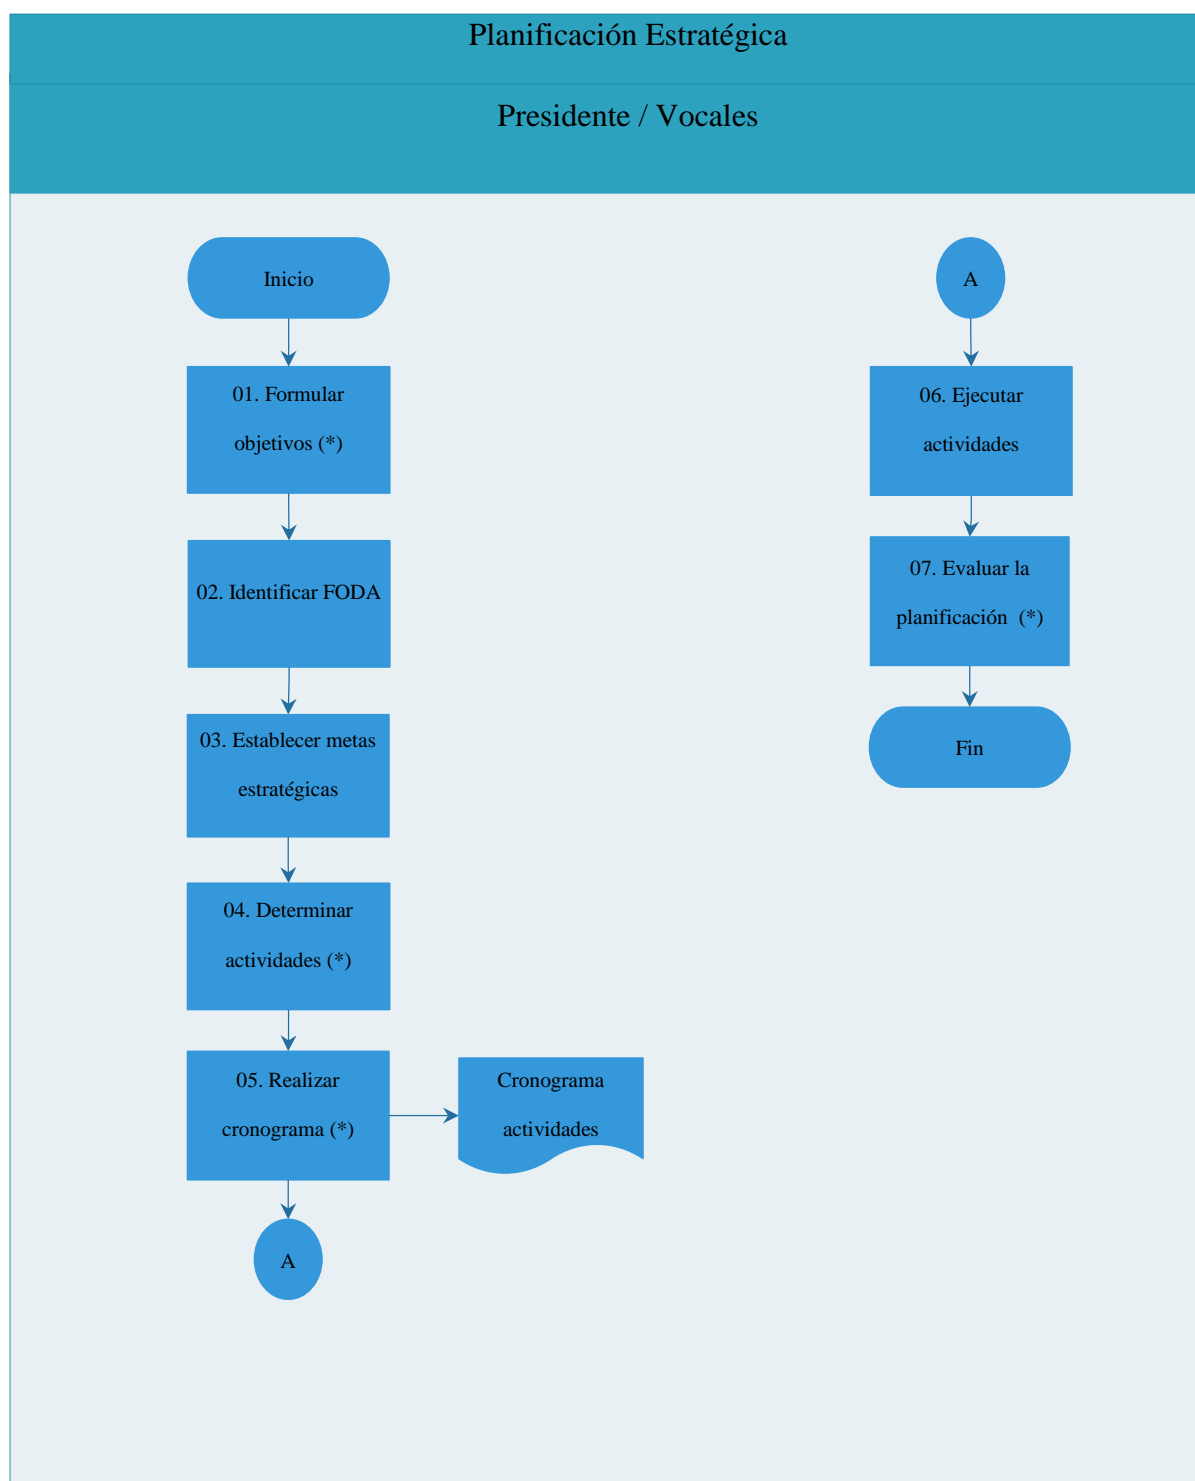 Planificación Estratégica
Presidente / Vocales
Inicio
01. Formular
objetivos (*)
02. Identificar FODA
03. Establecer metas
estratégicas
04. Determinar
actividades (*)
05. Realizar
cronograma (*)
Cronograma
actividades
A
A
06. Ejecutar
actividades
07. Evaluar la
planificación  (*)
Fin